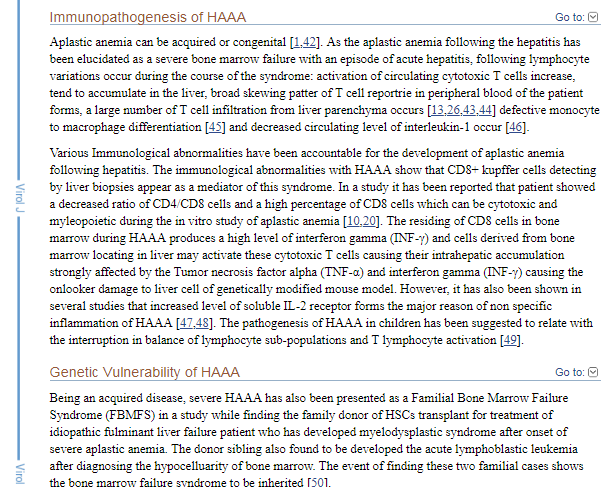 Immunopathogenesis of HAAA
Go to:
Aplastic anemia can be acquired or congenital [1,42]. As the aplastic anemia following the hepatitis has
been elucidated as a severe bone marrow failure with an episode of acute hepatitis, following lymphocyte
variations occur during the course of the syndrome: activation of circulating cytotoxic T cells increase,
tend to accumulate in the liver, broad skewing patter of T cell reportrie in peripheral blood of the patient
forms, a large number of T cell infiltration from liver parenchyma occurs [13,26,43,44] defective monocyte
to macrophage differentiation [45] and decreased circulating level of interleukin-1 occur [46].
Various Immunological abnormalities have been accountable for the development of aplastic anemia
following hepatitis. The immunological abnormalities with HAAA show that CD8+ kupffer cells detecting
by liver biopsies appear as a mediator of this syndrome. In a study it has been reported that patient showed
a decreased ratio of CD4/CD8 cells and a high percentage of CD8 cells which can be cytotoxic and
myleopoietic during the in vitro study of aplastic anemia [10,20]. The residing of CD8 cells in bone
marrow during HAAA produces a high level of interferon gamma (INF-γ) and cells derived from bone
marrow locating in liver may activate these cytotoxic T cells causing their intrahepatic accumulation
strongly affected by the Tumor necrosis factor alpha (TNF-α) and interferon gamma (INF-γ) causing the
onlooker damage to liver cell of genetically modified mouse model. However, it has also been shown in
several studies that increased level of soluble IL-2 receptor forms the major reason of non specific
inflammation of HAAA [47,48]. The pathogenesis of HAAA in children has been suggested to relate with
the interruption in balance of lymphocyte sub-populations and T lymphocyte activation [49].
Genetic Vulnerability of HAAA
Go to:
Being an acquired disease, severe HAAA has also been presented as a Familial Bone Marrow Failure
Syndrome (FBMFS) in a study while finding the family donor of HSCs transplant for treatment of
idiopathic fulminant liver failure patient who has developed myelodysplastic syndrome after onset of
severe aplastic anemia. The donor sibling also found to be developed the acute lymphoblastic leukemia
after diagnosing the hypocelluarity of bone marrow. The event of finding these two familial cases shows
the bone marrow failure syndrome to be inherited [50].
Virol J
Virol